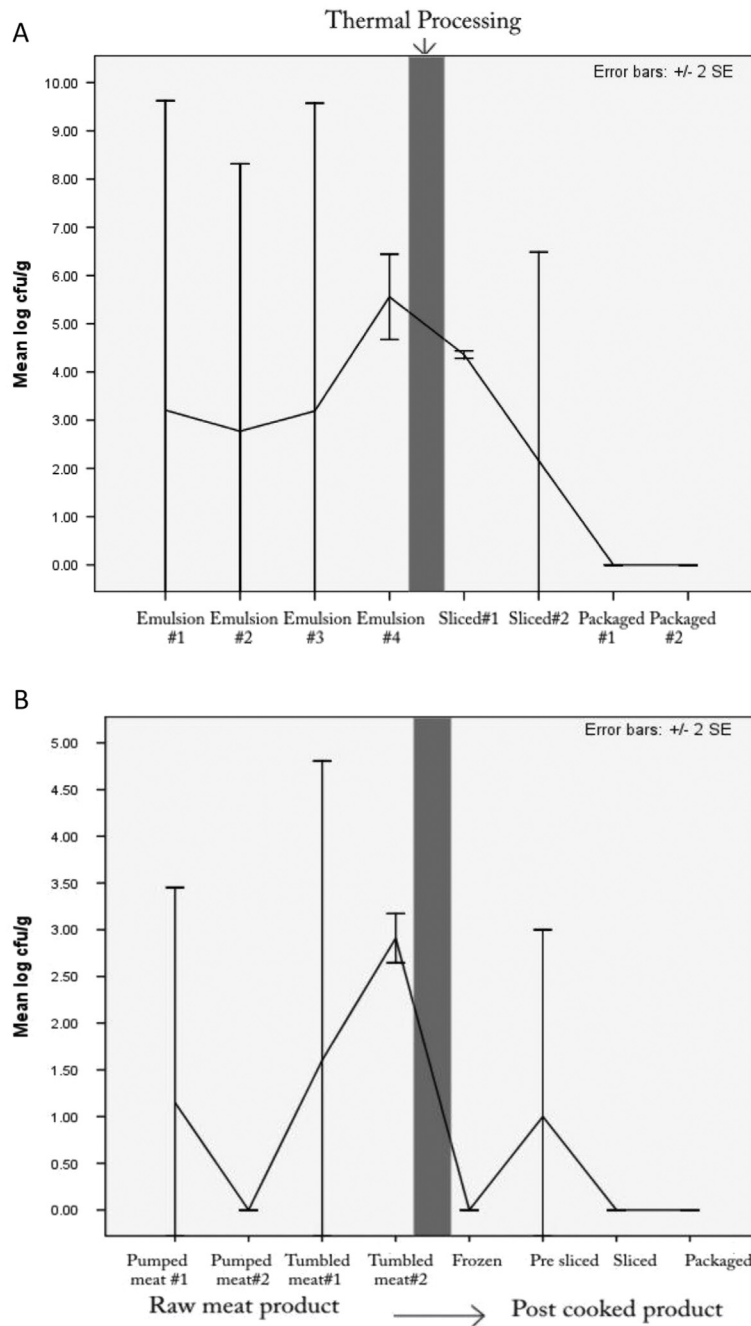 A
Thermal Processing
Error bars: +/- 2 SE
10.00
9.00
8.00
7.00
6.00
5.00
4.00
3.00
2.00
1.00
0.00
Mean log cfu/g
Emulsion Emulsion Emulsion Emulsion Sliced#1 Sliced#2 Packaged Packaged
#1 #2 #3 #4 #1 #2
B
Error bars: +/- 2 SE
5.00
4.50
4.00
3.50
3.00
2.50
2.00
1.50
1.00
0.50
0.00
Mean log cfu/g
Pumped Pumped Tumbled Tumbled Frozen Pre sliced Sliced Packaged
meat #1 meat#2 meat#1 meat#2
Raw meat product Post cooked product